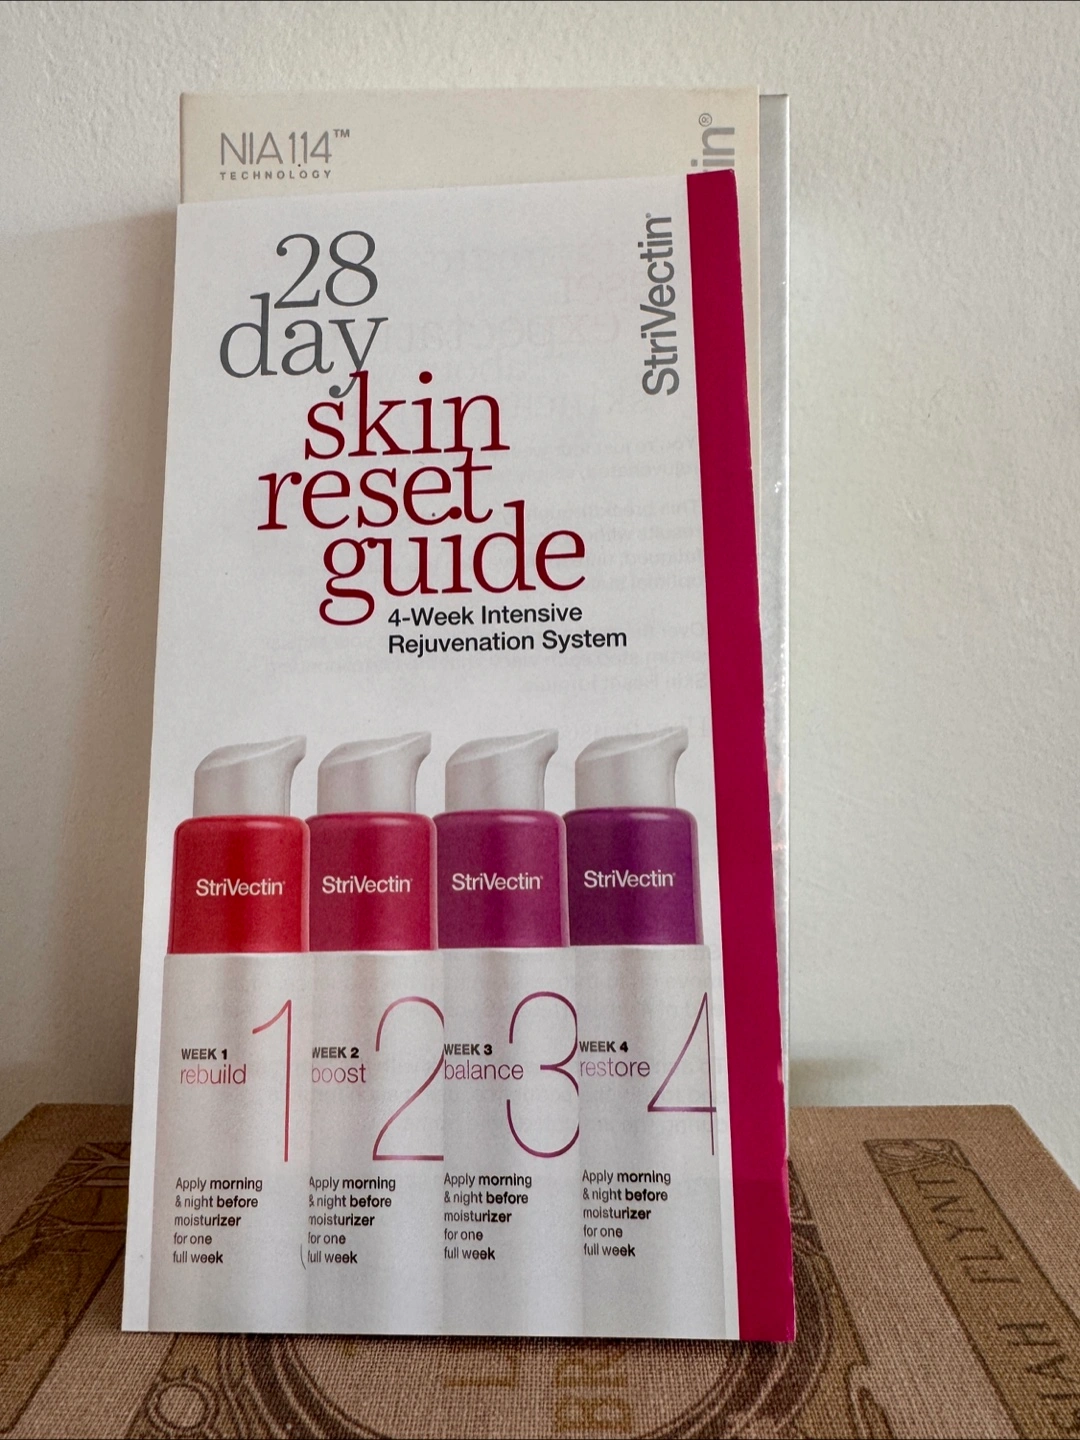 NIA 114™
TECHNOLOGY
in®
28
day
skin
reset
guide
4-Week Intensive
Rejuvenation System
StriVectin®
StriVectin®
StriVectin®
StriVectin®
StriVectin®
1
WEEK 1
rebuild
Apply morning
& night before
moisturizer
for one
full week
2
WEEK 2
boost
Apply morning
& night before
moisturizer
for one
full week
3
WEEK 3
balance
Apply morning
& night before
moisturizer
for one
full week
4
WEEK 4
restore
Apply morning
& night before
moisturizer
for one
full week